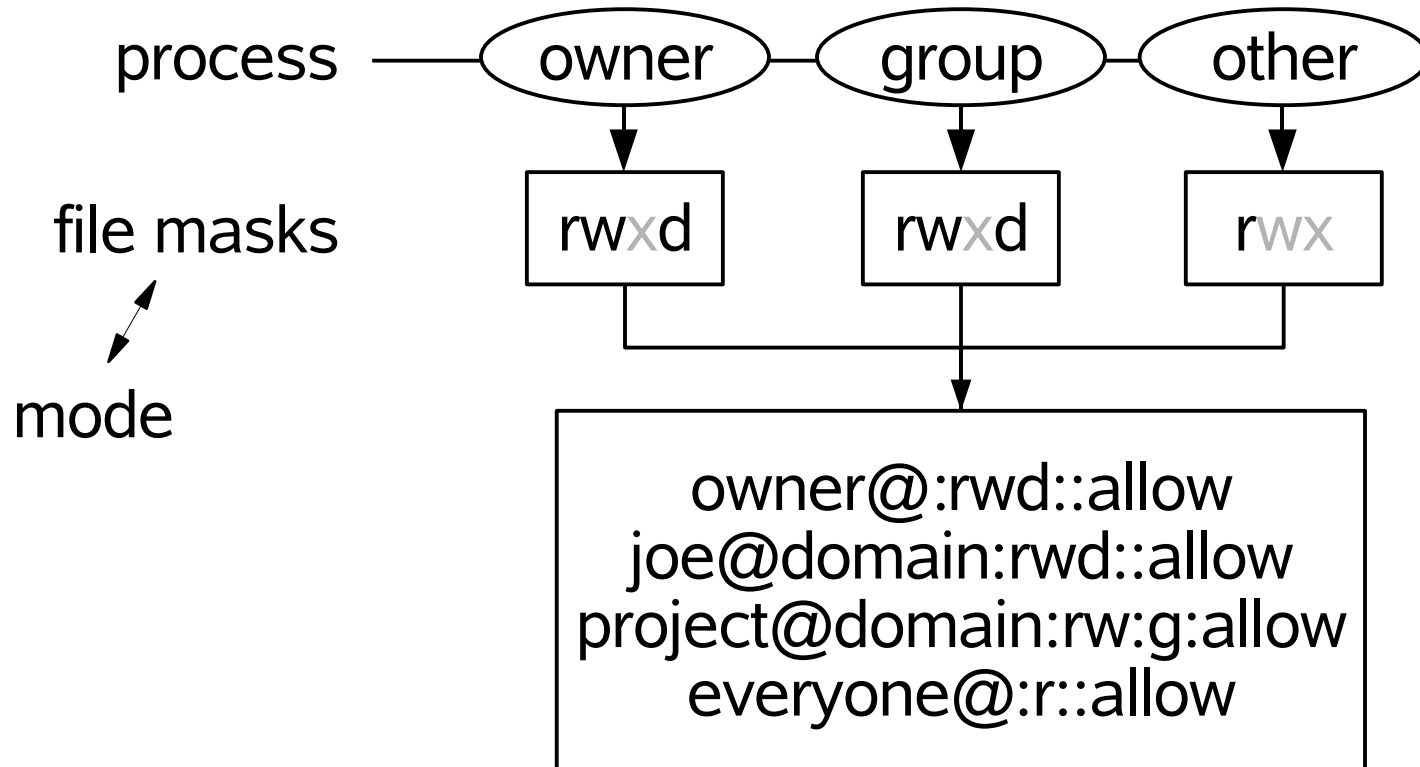 process owner group other
file masks rwxd rwxd rwx
mode
owner@:rwd::allow
joe@domain:rwd::allow
project@domain:rw:g:allow
everyone@:r::allow